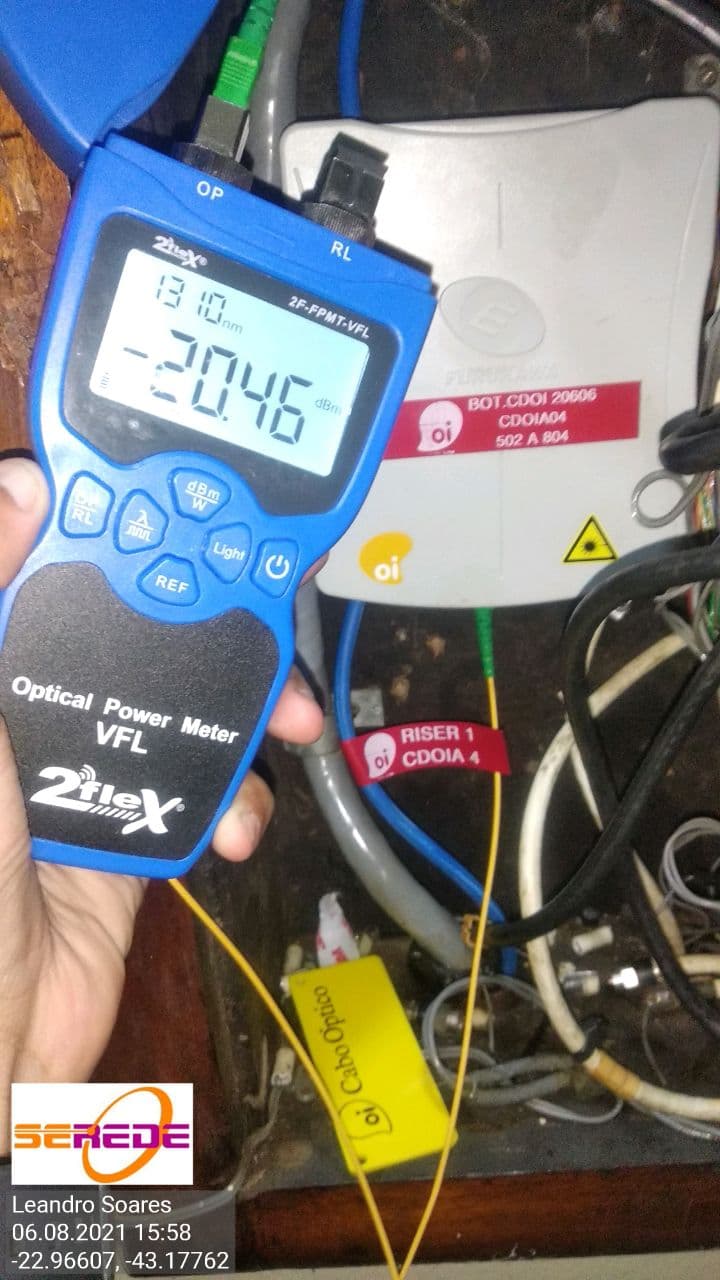 OP
RL
2flex®
2F-FPMT-VFL
1310nm
-20.46 dBm
OP
RL
λ
dBm
W
Light
REF
Optical Power Meter
VFL
2flex®
FURUKAWA
oi
BOT.CDOI 20606
CDOIA04
502 A 804
oi
oi
RISER 1
CDOIA 4
oi Cabo Óptico
SEREDE
Leandro Soares
06.08.2021 15:58
-22.96607, -43.17762